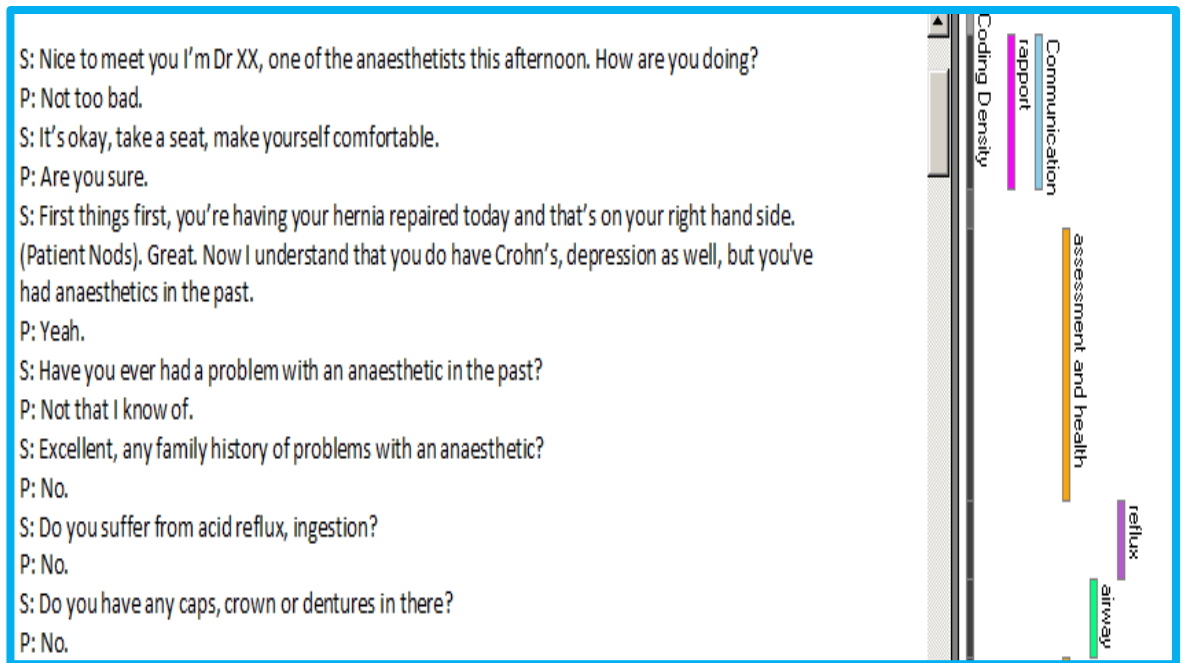 S: Nice to meet you I'm Dr XX, one of the anaesthetists this afternoon. How are you doing?
P: Not too bad.
S: It's okay, take a seat, make yourself comfortable.
P: Are you sure.
S: First things first, you're having your hernia repaired today and that's on your right hand side.
(Patient Nods). Great. Now I understand that you do have Crohn's, depression as well, but you've
had anaesthetics in the past.
P: Yeah.
S: Have you ever had a problem with an anaesthetic in the past?
P: Not that I know of.
S: Excellent, any family history of problems with an anaesthetic?
P: No.
S: Do you suffer from acid reflux, ingestion?
P: No.
S: Do you have any caps, crown or dentures in there?
P: No.
Coding Density
rapport
Communication
assessment and health
reflux
airway